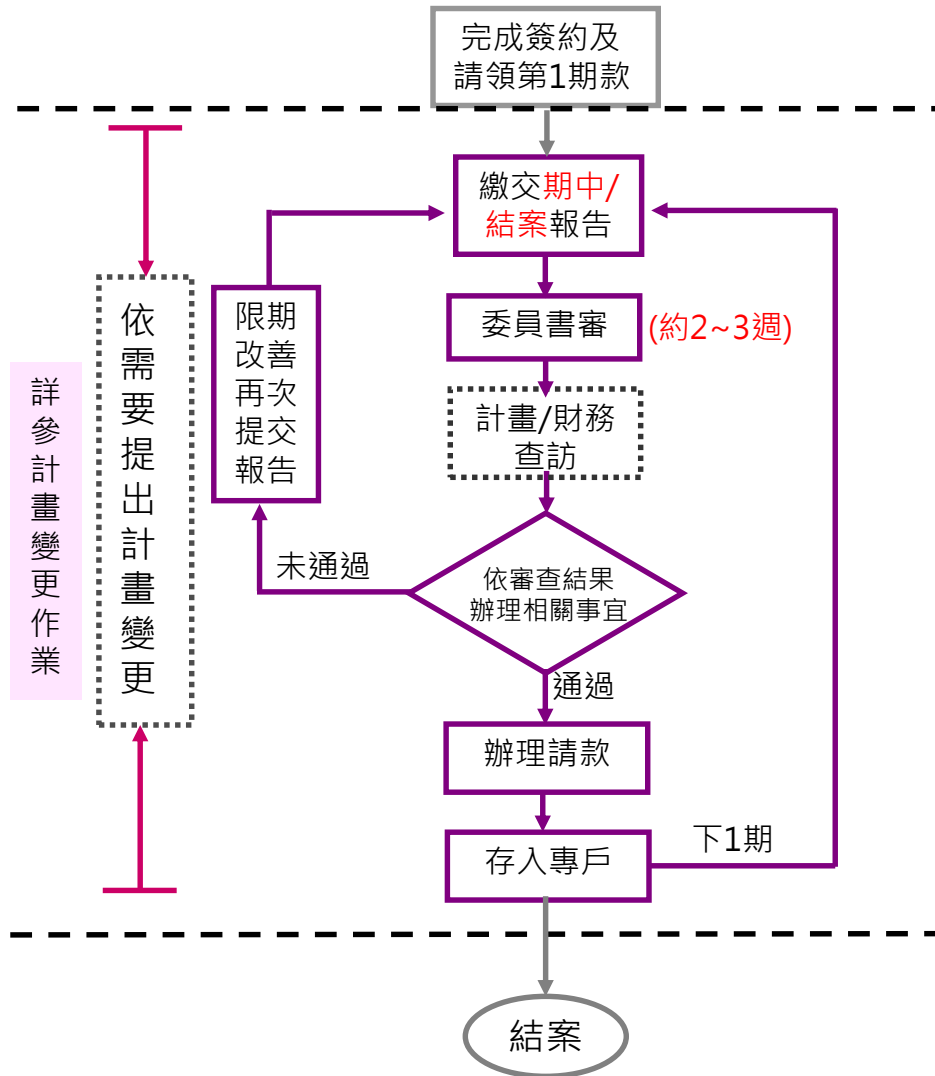 完成簽約及
請領第1期款
繳交期中/
結案報告
委員書審
(約2~3週)
計畫/財務
查訪
依審查結果
辦理相關事宜
未通過
限期
改善
再次
提交
報告
通過
辦理請款
存入專戶
下1期
結案
依需要提出計畫變更
詳參計畫變更作業